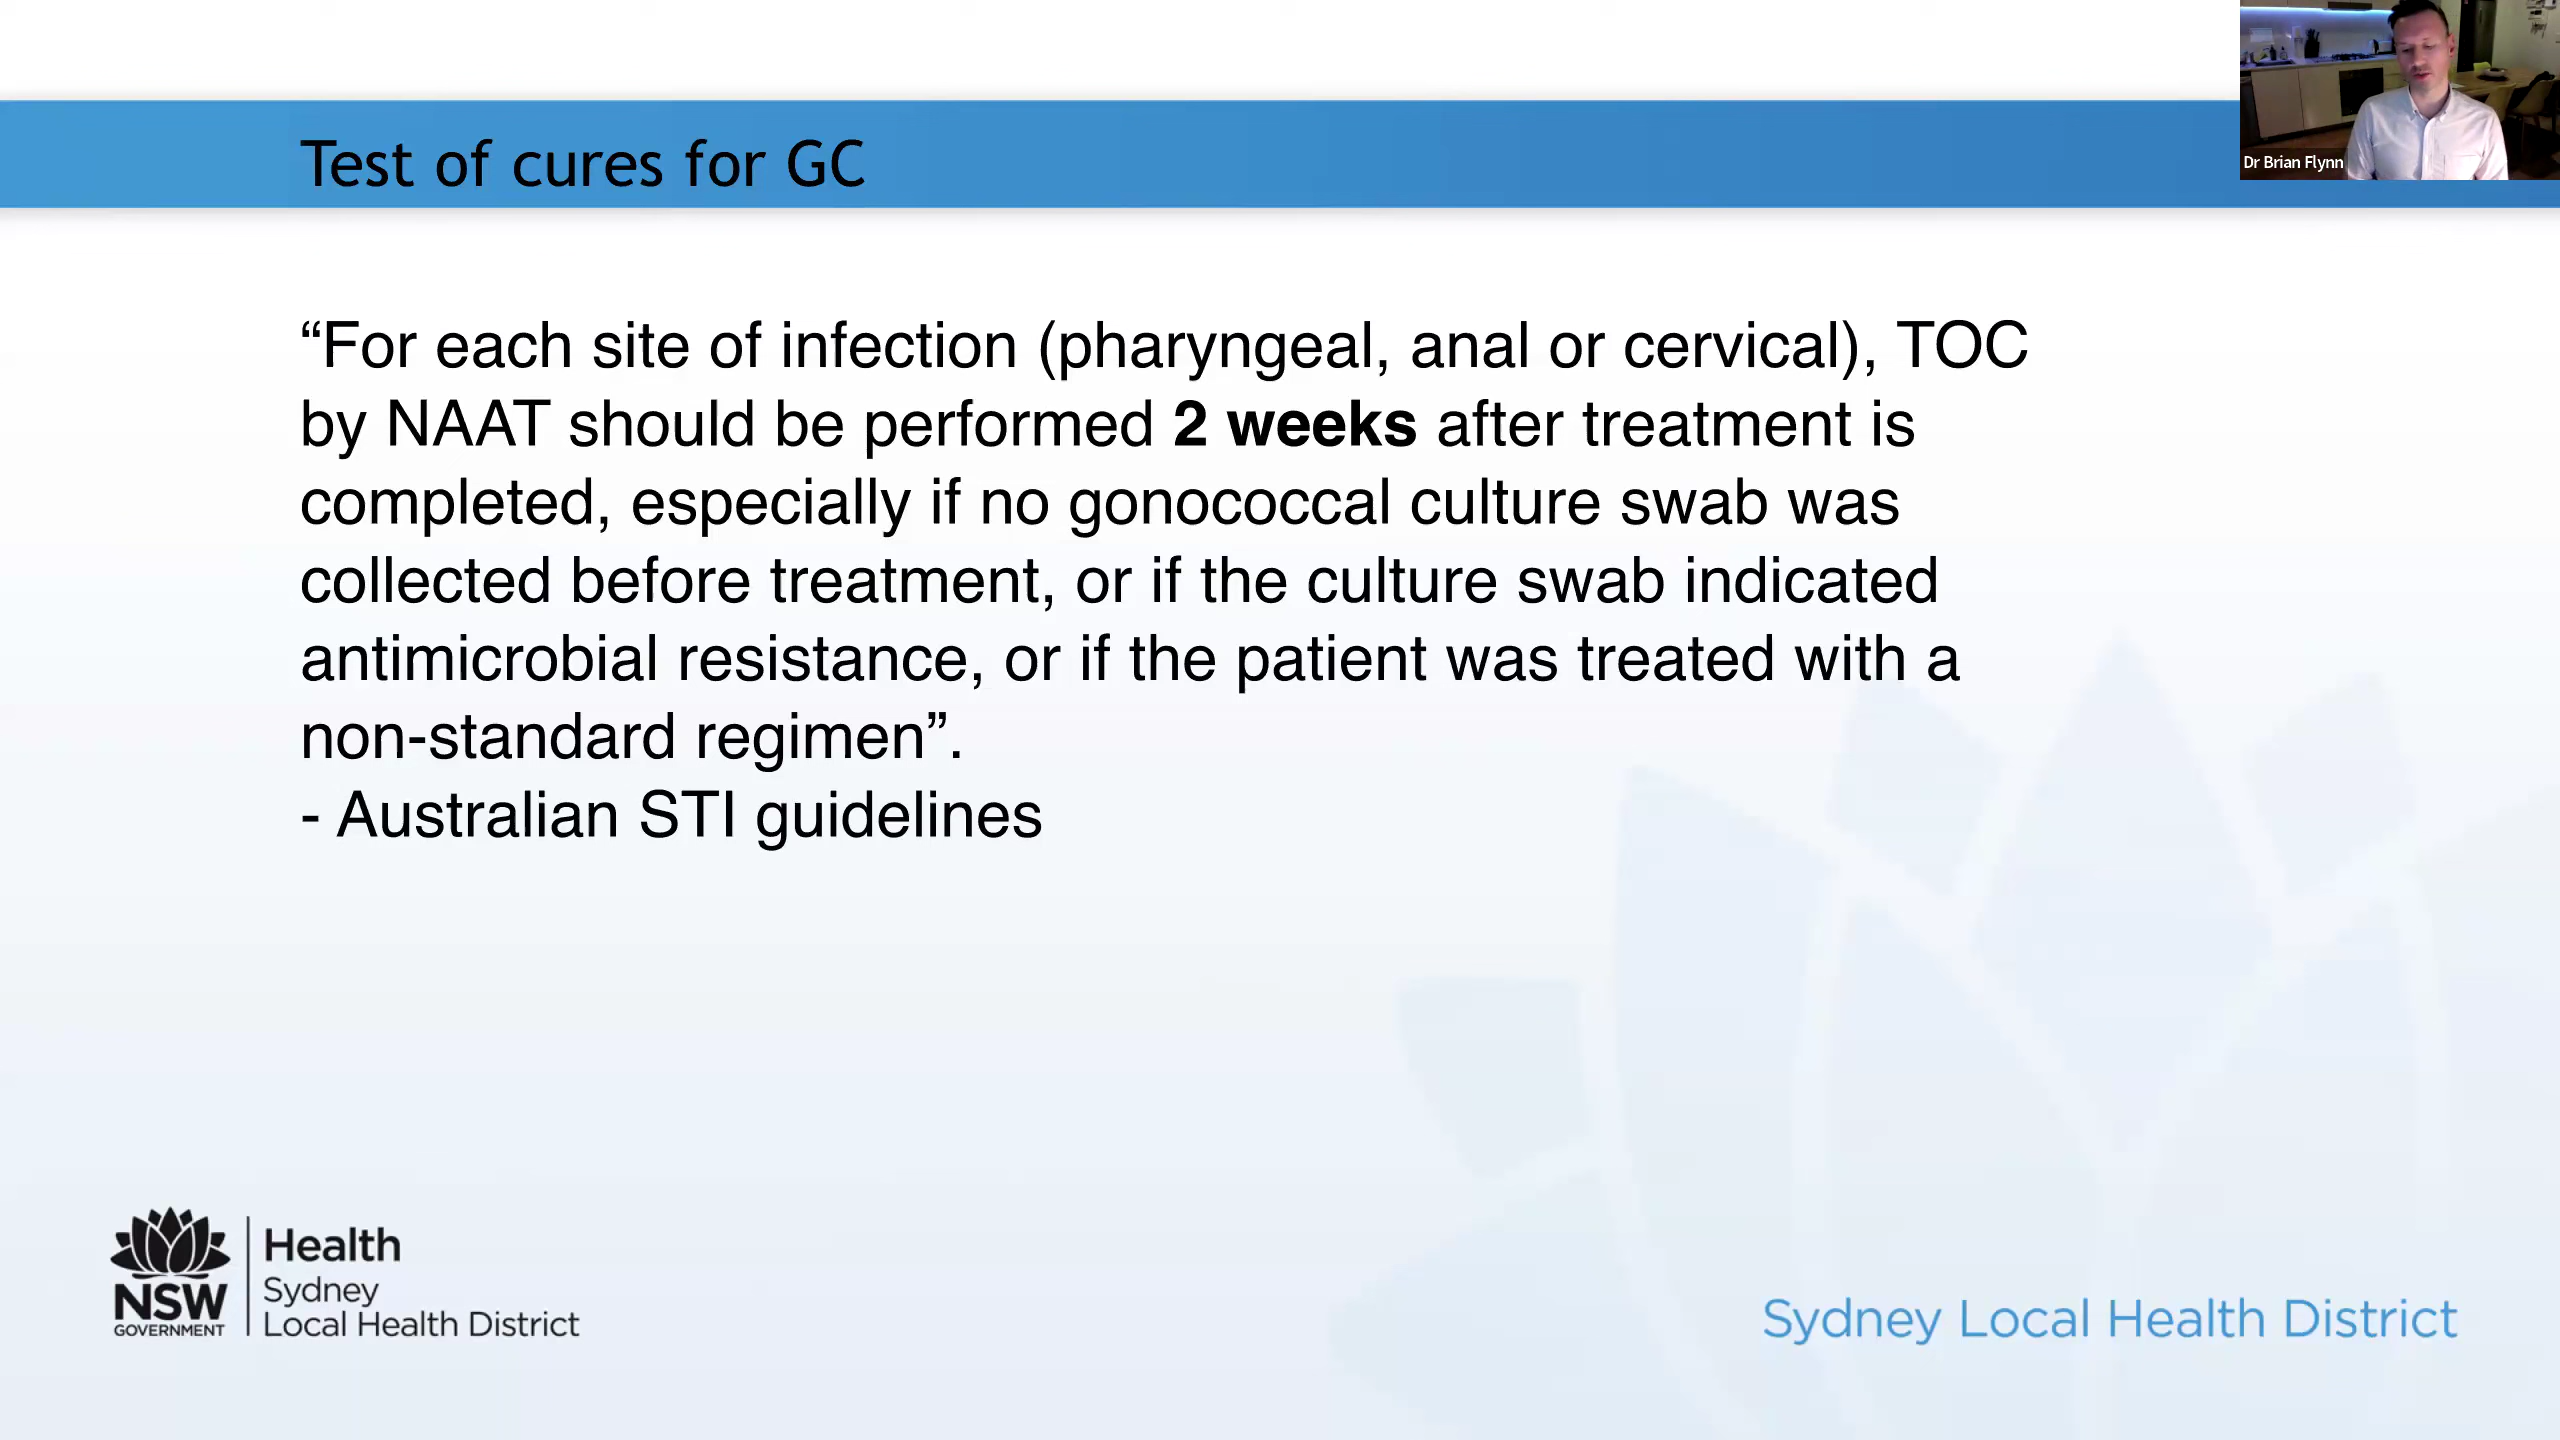 Dr Brian Flynn
Test of cures for GC
“For each site of infection (pharyngeal, anal or cervical), TOC
by NAAT should be performed 2 weeks after treatment is
completed, especially if no gonococcal culture swab was
collected before treatment, or if the culture swab indicated
antimicrobial resistance, or if the patient was treated with a
non-standard regimen”.
- Australian STI guidelines
NSW
GOVERNMENT
Health
Sydney
Local Health District
Sydney Local Health District